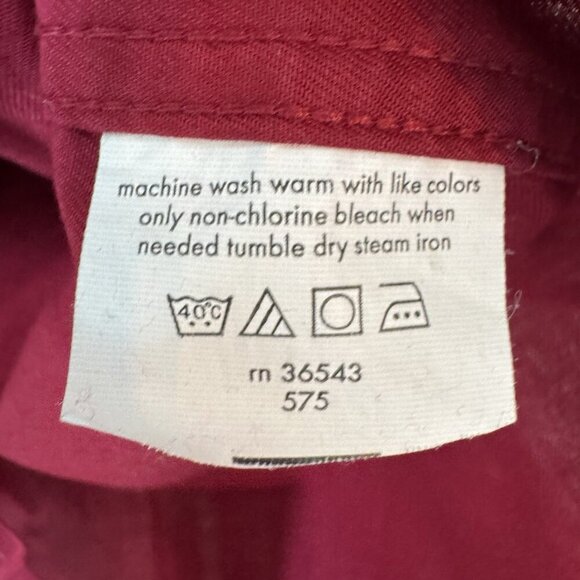 machine wash warm with like colors
only non-chlorine bleach when
needed tumble dry steam iron
40°C
rn 36543
575